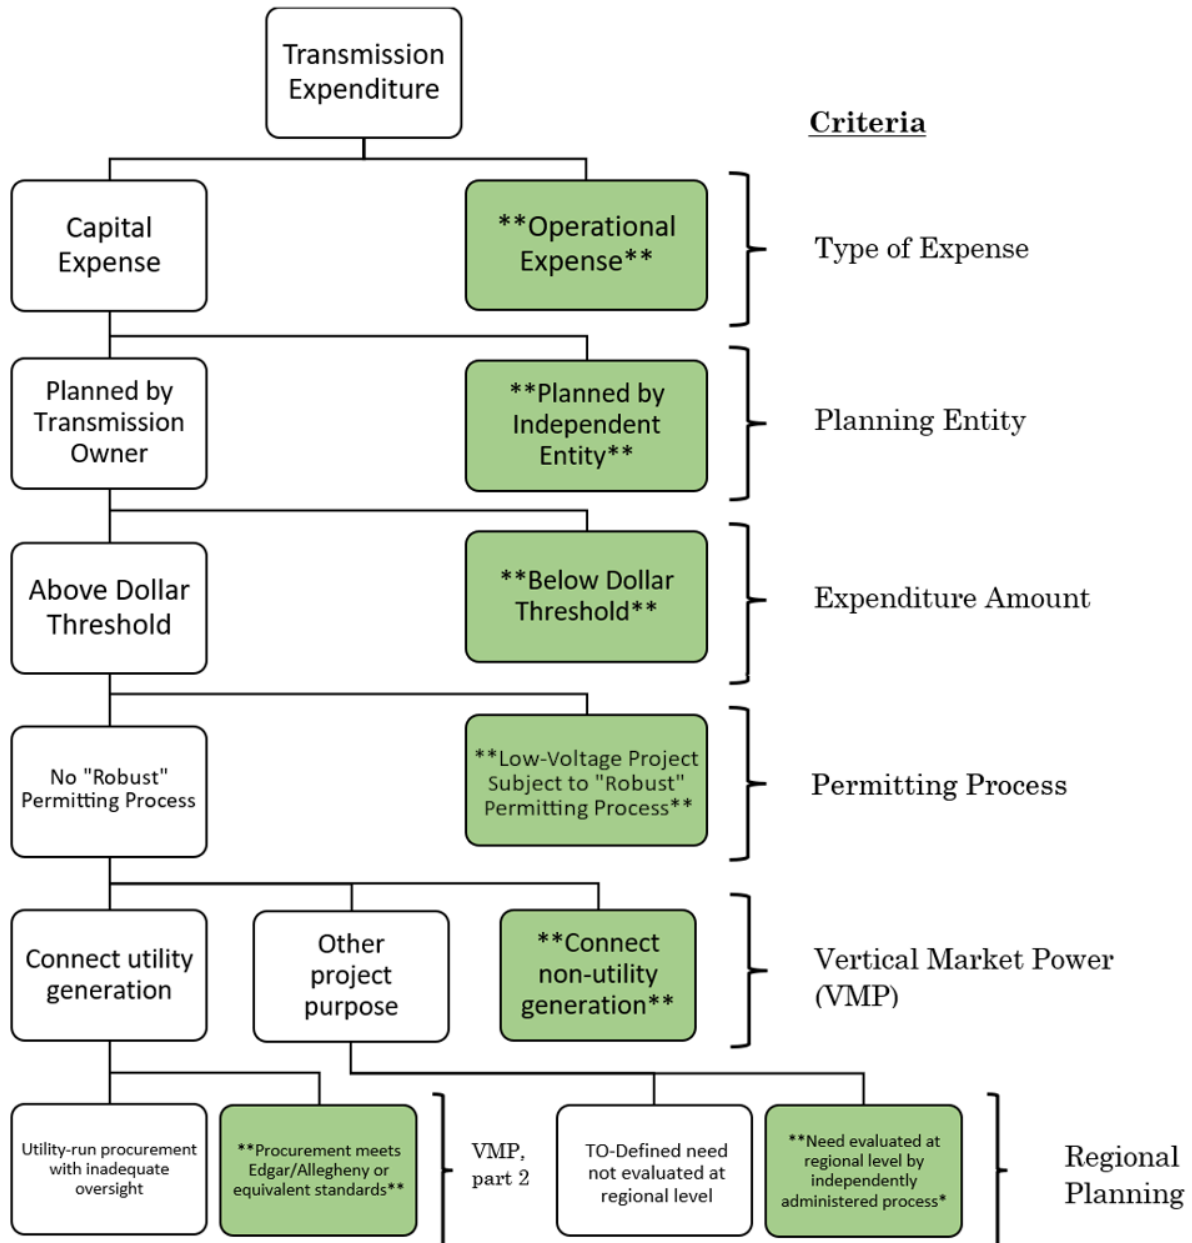 Transmission
Expenditure
Criteria
Capital
Expense
**Operational
Expense**
Type of Expense
Planned by
Transmission
Owner
**Planned by
Independent
Entity**
Planning Entity
Above Dollar
Threshold
**Below Dollar
Threshold**
Expenditure Amount
No "Robust"
Permitting Process
**Low-Voltage Project
Subject to "Robust"
Permitting Process**
Permitting Process
Connect utility
generation
Other
project
purpose
**Connect
non-utility
generation**
Vertical Market Power
(VMP)
Utility-run procurement
with inadequate
oversight
**Procurement meets
Edgar/Allegheny or
equivalent standards**
VMP,
part 2
TO-Defined need
not evaluated at
regional level
**Need evaluated at
regional level by
independently
administered process*
Regional
Planning